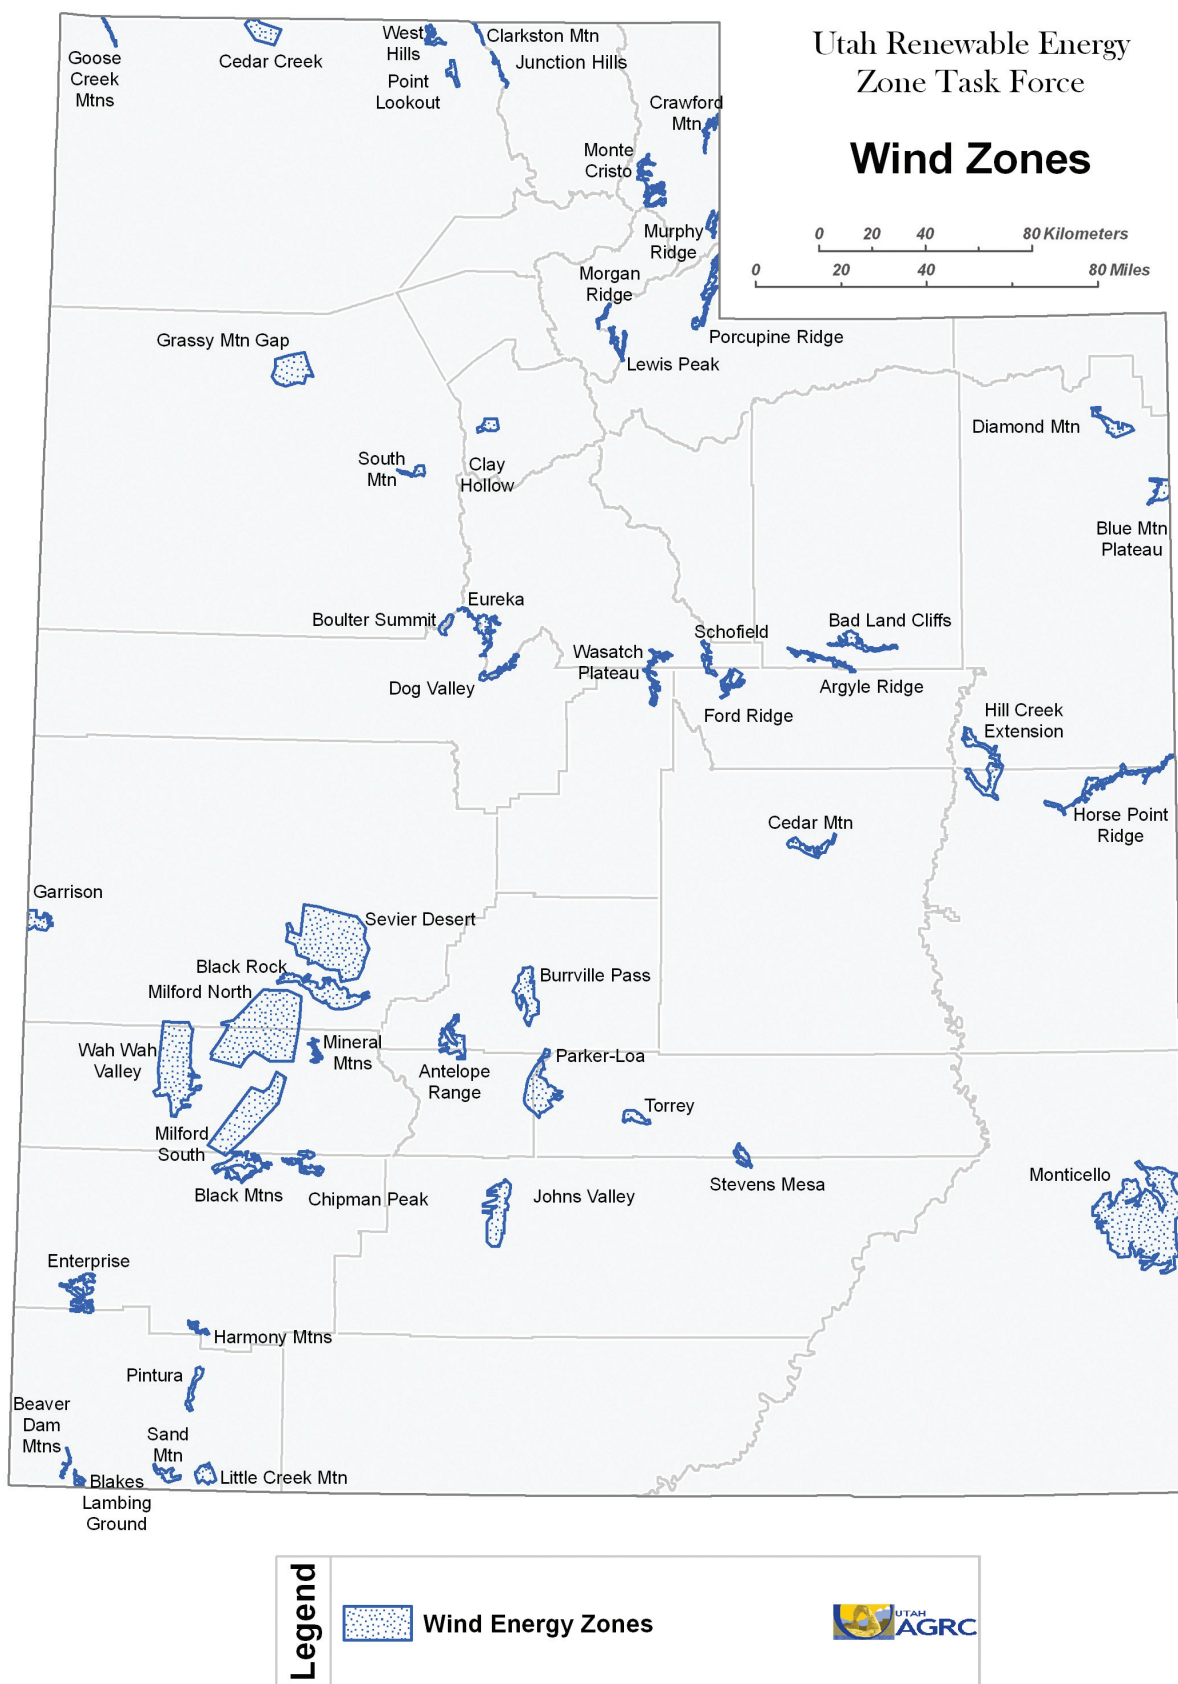 Utah Renewable Energy
Zone Task Force
Wind Zones
0 20 40 80 Kilometers
0 20 40 80 Miles
Goose
Creek
Mtns
Cedar Creek
West
Hills
Point
Lookout
Clarkston Mtn
Junction Hills
Crawford
Mtn
Monte
Cristo
Murphy
Ridge
Morgan
Ridge
Porcupine Ridge
Lewis Peak
Grassy Mtn Gap
Diamond Mtn
South
Mtn
Clay
Hollow
Blue Mtn
Plateau
Eureka
Boulter Summit
Dog Valley
Wasatch
Plateau
Schofield
Ford Ridge
Bad Land Cliffs
Argyle Ridge
Hill Creek
Extension
Horse Point
Ridge
Cedar Mtn
Garrison
Sevier Desert
Black Rock
Milford North
Burrville Pass
Wah Wah
Valley
Mineral
Mtns
Antelope
Range
Parker-Loa
Torrey
Milford
South
Black Mtns
Chipman Peak
Johns Valley
Stevens Mesa
Monticello
Enterprise
Harmony Mtns
Pintura
Beaver
Dam
Mtns
Sand
Mtn
Little Creek Mtn
Blakes
Lambing
Ground
Legend
Wind Energy Zones
UTAH
AGRC